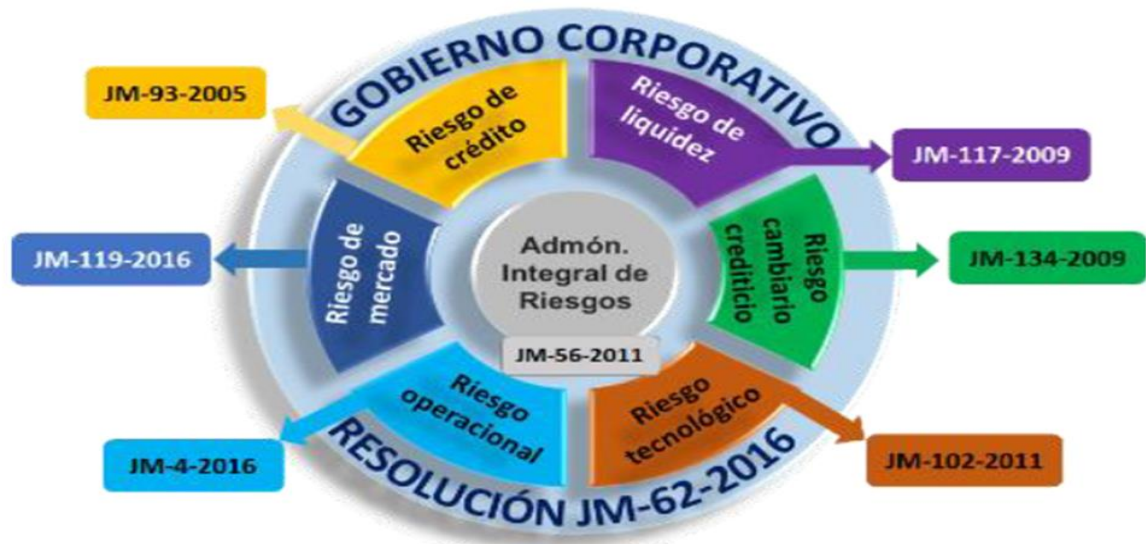 GOBIERNO CORPORATIVO
JM-93-2005
Riesgo de
crédito
Riesgo de
liquidez
JM-117-2009
JM-119-2016
Riesgo de
mercado
Admón.
Integral de
Riesgos
JM-56-2011
Riesgo
cambiario
crediticio
JM-134-2009
Riesgo
operacional
JM-4-2016
Riesgo
tecnológico
JM-102-2011
RESOLUCIÓN JM-62-2016